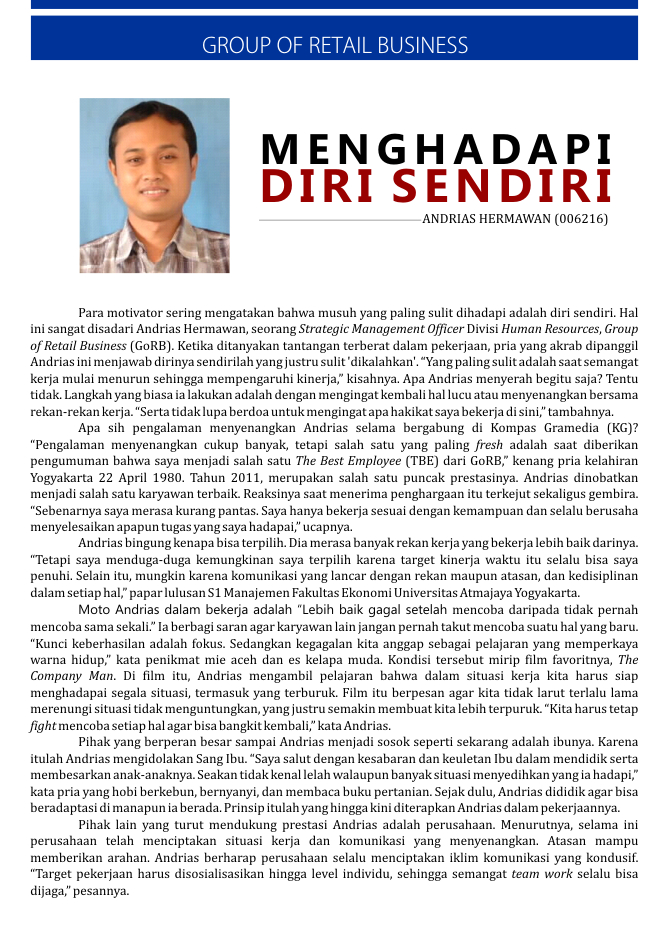 GROUP OF RETAIL BUSINESS
MENGHADAPI
DIRI SENDIRI
ANDRIAS HERMAWAN (006216)
Para motivator sering mengatakan bahwa musuh yang paling sulit dihadapi adalah diri sendiri. Hal
ini sangat disadari Andrias Hermawan, seorang Strategic Management Officer Divisi Human Resources, Group
of Retail Business (GoRB). Ketika ditanyakan tantangan terberat dalam pekerjaan, pria yang akrab dipanggil
Andrias ini menjawab dirinya sendirilah yang justru sulit 'dikalahkan'. “Yang paling sulit adalah saat semangat
kerja mulai menurun sehingga mempengaruhi kinerja,” kisahnya. Apa Andrias menyerah begitu saja? Tentu
tidak. Langkah yang biasa ia lakukan adalah dengan mengingat kembali hal lucu atau menyenangkan bersama
rekan-rekan kerja. “Serta tidak lupa berdoa untuk mengingat apa hakikat saya bekerja di sini,” tambahnya.
Apa sih pengalaman menyenangkan Andrias selama bergabung di Kompas Gramedia (KG)?
“Pengalaman menyenangkan cukup banyak, tetapi salah satu yang paling fresh adalah saat diberikan
pengumuman bahwa saya menjadi salah satu The Best Employee (TBE) dari GoRB,” kenang pria kelahiran
Yogyakarta 22 April 1980. Tahun 2011, merupakan salah satu puncak prestasinya. Andrias dinobatkan
menjadi salah satu karyawan terbaik. Reaksinya saat menerima penghargaan itu terkejut sekaligus gembira.
“Sebenarnya saya merasa kurang pantas. Saya hanya bekerja sesuai dengan kemampuan dan selalu berusaha
menyelesaikan apapun tugas yang saya hadapai,” ucapnya.
Andrias bingung kenapa bisa terpilih. Dia merasa banyak rekan kerja yang bekerja lebih baik darinya.
“Tetapi saya menduga-duga kemungkinan saya terpilih karena target kinerja waktu itu selalu bisa saya
penuhi. Selain itu, mungkin karena komunikasi yang lancar dengan rekan maupun atasan, dan kedisiplinan
dalam setiap hal,” papar lulusan S1 Manajemen Fakultas Ekonomi Universitas Atmajaya Yogyakarta.
Moto Andrias dalam bekerja adalah “Lebih baik gagal setelah mencoba daripada tidak pernah
mencoba sama sekali.” Ia berbagi saran agar karyawan lain jangan pernah takut mencoba suatu hal yang baru.
“Kunci keberhasilan adalah fokus. Sedangkan kegagalan kita anggap sebagai pelajaran yang memperkaya
warna hidup,” kata penikmat mie aceh dan es kelapa muda. Kondisi tersebut mirip film favoritnya, The
Company Man. Di film itu, Andrias mengambil pelajaran bahwa dalam situasi kerja kita harus siap
menghadapai segala situasi, termasuk yang terburuk. Film itu berpesan agar kita tidak larut terlalu lama
merenungi situasi tidak menguntungkan, yang justru semakin membuat kita lebih terpuruk. “Kita harus tetap
fight mencoba setiap hal agar bisa bangkit kembali,” kata Andrias.
Pihak yang berperan besar sampai Andrias menjadi sosok seperti sekarang adalah ibunya. Karena
itulah Andrias mengidolakan Sang Ibu. “Saya salut dengan kesabaran dan keuletan Ibu dalam mendidik serta
membesarkan anak-anaknya. Seakan tidak kenal lelah walaupun banyak situasi menyedihkan yang ia hadapi,”
kata pria yang hobi berkebun, bernyanyi, dan membaca buku pertanian. Sejak dulu, Andrias dididik agar bisa
beradaptasi di manapun ia berada. Prinsip itulah yang hingga kini diterapkan Andrias dalam pekerjaannya.
Pihak lain yang turut mendukung prestasi Andrias adalah perusahaan. Menurutnya, selama ini
perusahaan telah menciptakan situasi kerja dan komunikasi yang menyenangkan. Atasan mampu
memberikan arahan. Andrias berharap perusahaan selalu menciptakan iklim komunikasi yang kondusif.
“Target pekerjaan harus disosialisasikan hingga level individu, sehingga semangat team work selalu bisa
dijaga,” pesannya.